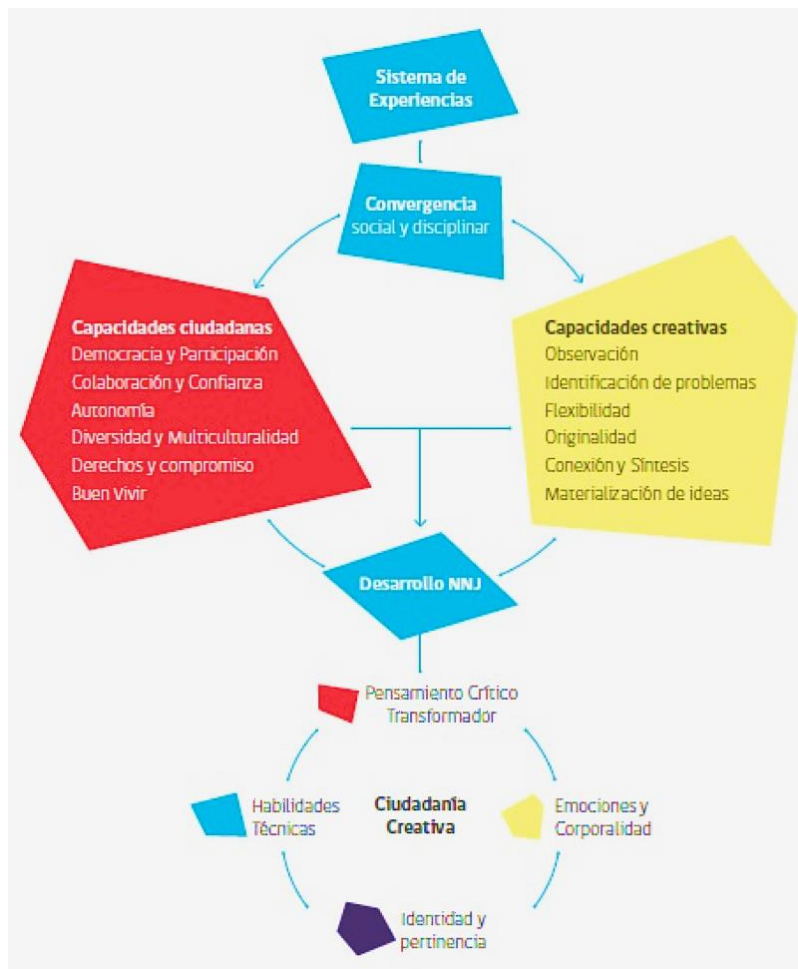 Sistema de
Experiencias
Convergencia
social y disciplinar
Capacidades ciudadanas
Democracia y Participación
Colaboración y Confianza
Autonomía
Diversidad y Multiculturalidad
Derechos y compromiso
Buen Vivir
Capacidades creativas
Observación
Identificación de problemas
Flexibilidad
Originalidad
Conexión y Síntesis
Materialización de ideas
Desarrollo NNJ
Pensamiento Crítico
Transformador
Habilidades
Técnicas
Ciudadanía
Creativa
Emociones y
Corporalidad
Identidad y
pertinencia